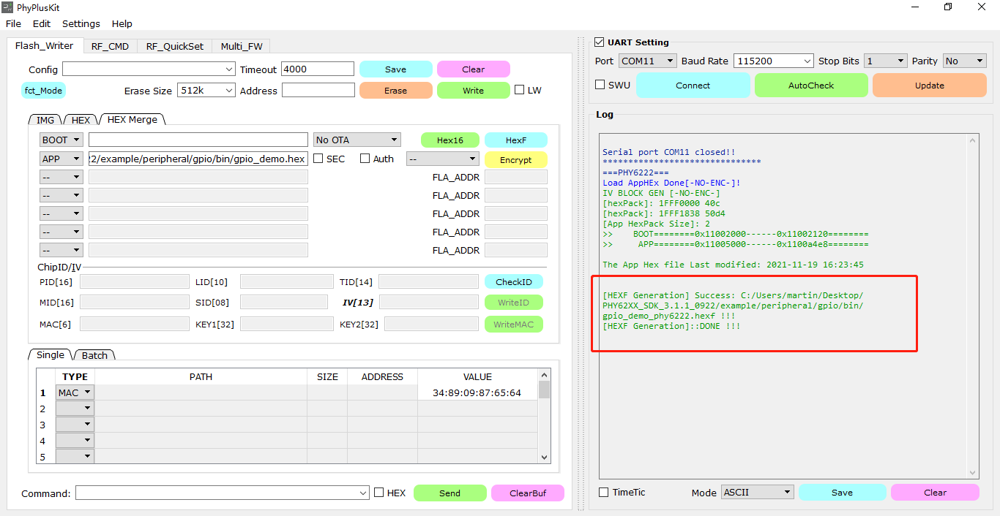 PhyPlusKit
File Edit Settings Help
Flash_Writer RF_CMD RF_QuickSet Multi_FW
Config Timeout 4000 Save Clear
fct_Mode Erase Size 512k Address Erase Write LW
IMG HEX HEX Merge
BOOT No OTA Hex16 HexF
APP 22/example/peripheral/gpio/bin/gpio_demo.hex SEC Auth -- Encrypt
-- FLA_ADDR
-- FLA_ADDR
-- FLA_ADDR
-- FLA_ADDR
-- FLA_ADDR
ChipID/IV
PID[16] LID[10] TID[14] CheckID
MID[16] SID[08] IV[13] WriteID
MAC[6] KEY1[32] KEY2[32] WriteMAC
Single Batch
TYPE PATH SIZE ADDRESS VALUE
1 MAC 34:89:09:87:65:64
2
3
4
5
Command: HEX Send ClearBuf
UART Setting
Port COM11 Baud Rate 115200 Stop Bits 1 Parity No
SWU Connect AutoCheck Update
Log
Serial port COM11 closed!!
********************************
===PHY6222===
Load AppHEx Done[-NO-ENC-]!
IV BLOCK GEN [-NO-ENC-]
[hexPack]: 1FFF0000 40c
[hexPack]: 1FFF1838 50d4
[App HexPack Size]: 2
>> BOOT========0x11002000------0x11002120========
>> APP========0x11005000------0x1100a4e8========
The App Hex file Last modified: 2021-11-19 16:23:45
[HEXF Generation] Success: C:/Users/martin/Desktop/
PHY62XX_SDK_3.1.1_0922/example/peripheral/gpio/bin/
gpio_demo_phy6222.hexf !!!
[HEXF Generation]::DONE !!!
TimeTic Mode ASCII Save Clear